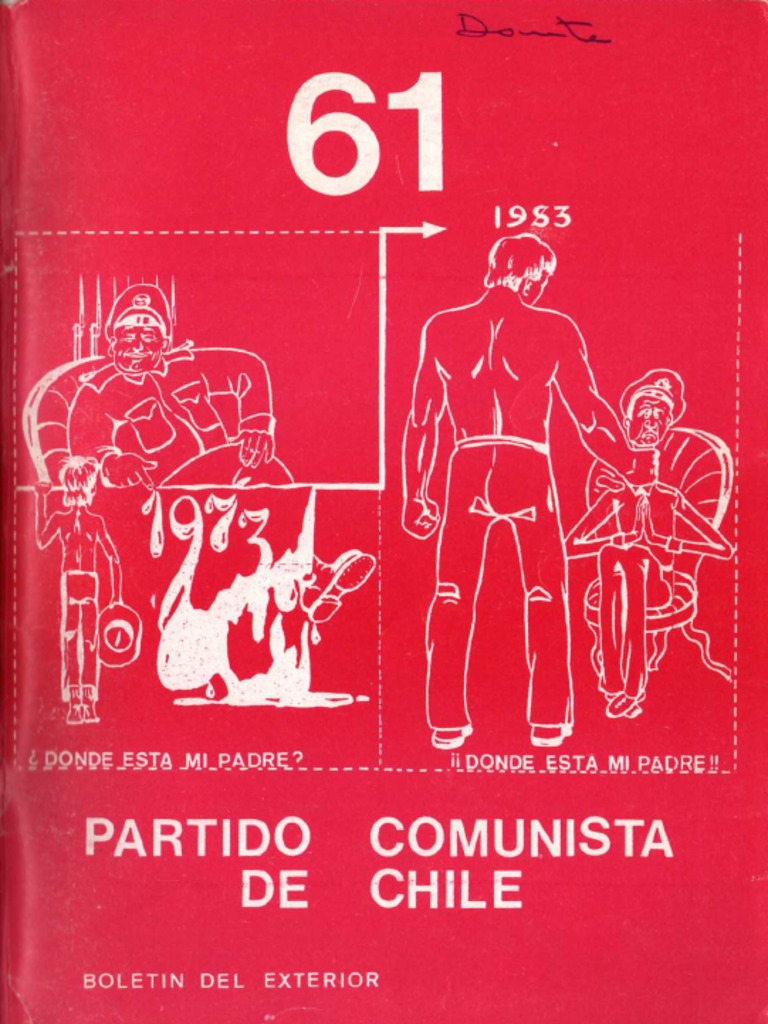 61
1983
1973
¿DONDE ESTA MI PADRE?
¡¡DONDE ESTA MI PADRE!!
PARTIDO COMUNISTA
DE CHILE
BOLETIN DEL EXTERIOR